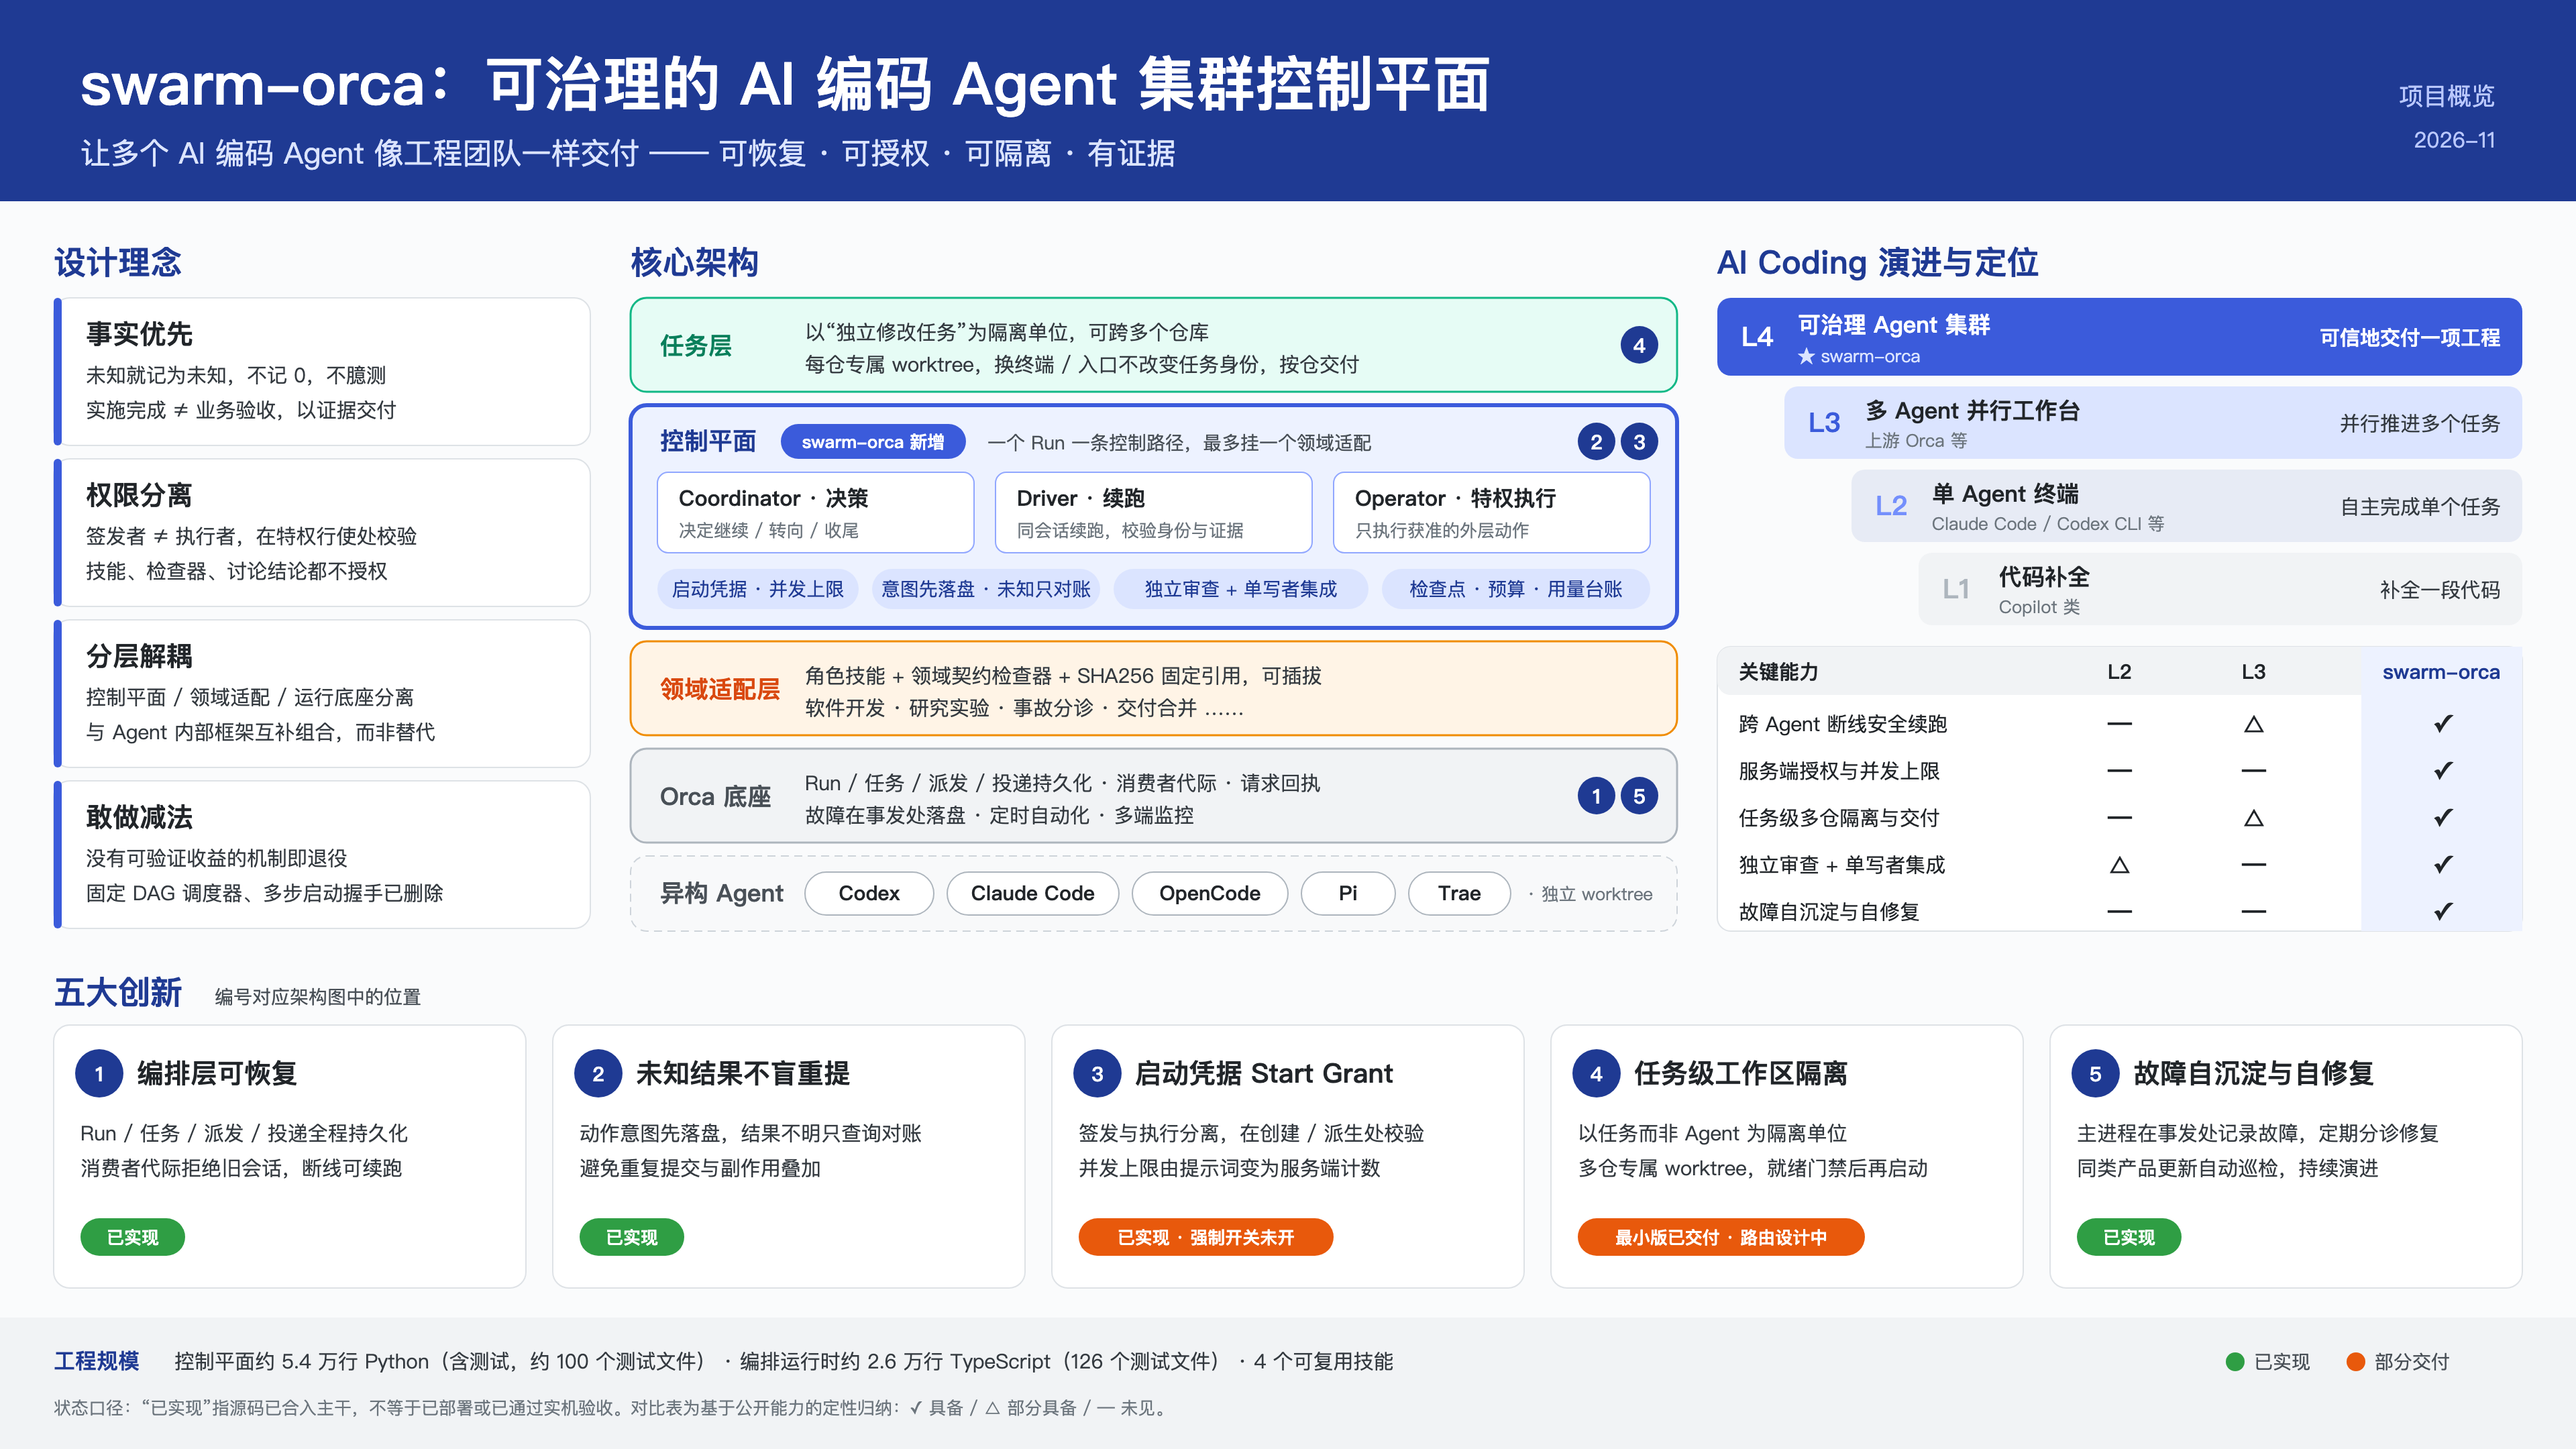 swarm-orca：可治理的 AI 编码 Agent 集群控制平面
让多个 AI 编码 Agent 像工程团队一样交付 —— 可恢复 · 可授权 · 可隔离 · 有证据
项目概览
2026-11
设计理念
事实优先
未知就记为未知，不记 0，不臆测
实施完成 ≠ 业务验收，以证据交付
权限分离
签发者 ≠ 执行者，在特权行使处校验
技能、检查器、讨论结论都不授权
分层解耦
控制平面 / 领域适配 / 运行底座分离
与 Agent 内部框架互补组合，而非替代
敢做减法
没有可验证收益的机制即退役
固定 DAG 调度器、多步启动握手已删除
核心架构
任务层
以“独立修改任务”为隔离单位，可跨多个仓库
每仓专属 worktree，换终端 / 入口不改变任务身份，按仓交付
4
控制平面 swarm-orca 新增 一个 Run 一条控制路径，最多挂一个领域适配
2 3
Coordinator · 决策
决定继续 / 转向 / 收尾
Driver · 续跑
同会话续跑，校验身份与证据
Operator · 特权执行
只执行获准的外层动作
启动凭据 · 并发上限
意图先落盘 · 未知只对账
独立审查 + 单写者集成
检查点 · 预算 · 用量台账
领域适配层
角色技能 + 领域契约检查器 + SHA256 固定引用，可插拔
软件开发 · 研究实验 · 事故分诊 · 交付合并 ……
Orca 底座
Run / 任务 / 派发 / 投递持久化 · 消费者代际 · 请求回执
故障在事发处落盘 · 定时自动化 · 多端监控
1 5
异构 Agent Codex Claude Code OpenCode Pi Trae · 独立 worktree
AI Coding 演进与定位
L4 可治理 Agent 集群
★ swarm-orca
可信地交付一项工程
L3 多 Agent 并行工作台
上游 Orca 等
并行推进多个任务
L2 单 Agent 终端
Claude Code / Codex CLI 等
自主完成单个任务
L1 代码补全
Copilot 类
补全一段代码
关键能力 L2 L3 swarm-orca
跨 Agent 断线安全续跑 — △ ✓
服务端授权与并发上限 — — ✓
任务级多仓隔离与交付 — △ ✓
独立审查 + 单写者集成 △ — ✓
故障自沉淀与自修复 — — ✓
五大创新 编号对应架构图中的位置
1 编排层可恢复
Run / 任务 / 派发 / 投递全程持久化
消费者代际拒绝旧会话，断线可续跑
已实现
2 未知结果不盲重提
动作意图先落盘，结果不明只查询对账
避免重复提交与副作用叠加
已实现
3 启动凭据 Start Grant
签发与执行分离，在创建 / 派生处校验
并发上限由提示词变为服务端计数
已实现 · 强制开关未开
4 任务级工作区隔离
以任务而非 Agent 为隔离单位
多仓专属 worktree，就绪门禁后再启动
最小版已交付 · 路由设计中
5 故障自沉淀与自修复
主进程在事发处记录故障，定期分诊修复
同类产品更新自动巡检，持续演进
已实现
工程规模 控制平面约 5.4 万行 Python（含测试，约 100 个测试文件） · 编排运行时约 2.6 万行 TypeScript（126 个测试文件） · 4 个可复用技能
已实现 部分交付
状态口径：“已实现”指源码已合入主干，不等于已部署或已通过实机验收。对比表为基于公开能力的定性归纳：✓ 具备 / △ 部分具备 / — 未见。